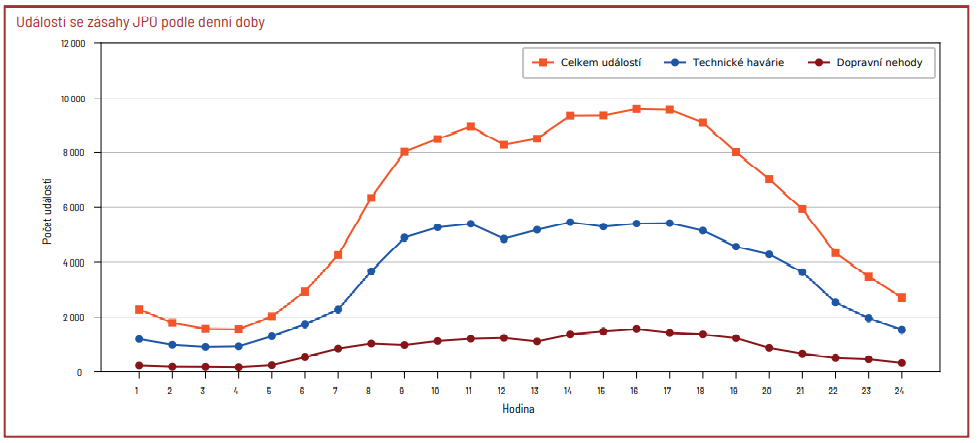 Události se zásahy JPO podle denní doby
12 000
Celkem událostí Technické havárie Dopravní nehody
10 000
8 000
6 000
4 000
2 000
0
Počet událostí
1 2 3 4 5 6 7 8 9 10 11 12 13 14 15 16 17 18 19 20 21 22 23 24
Hodina